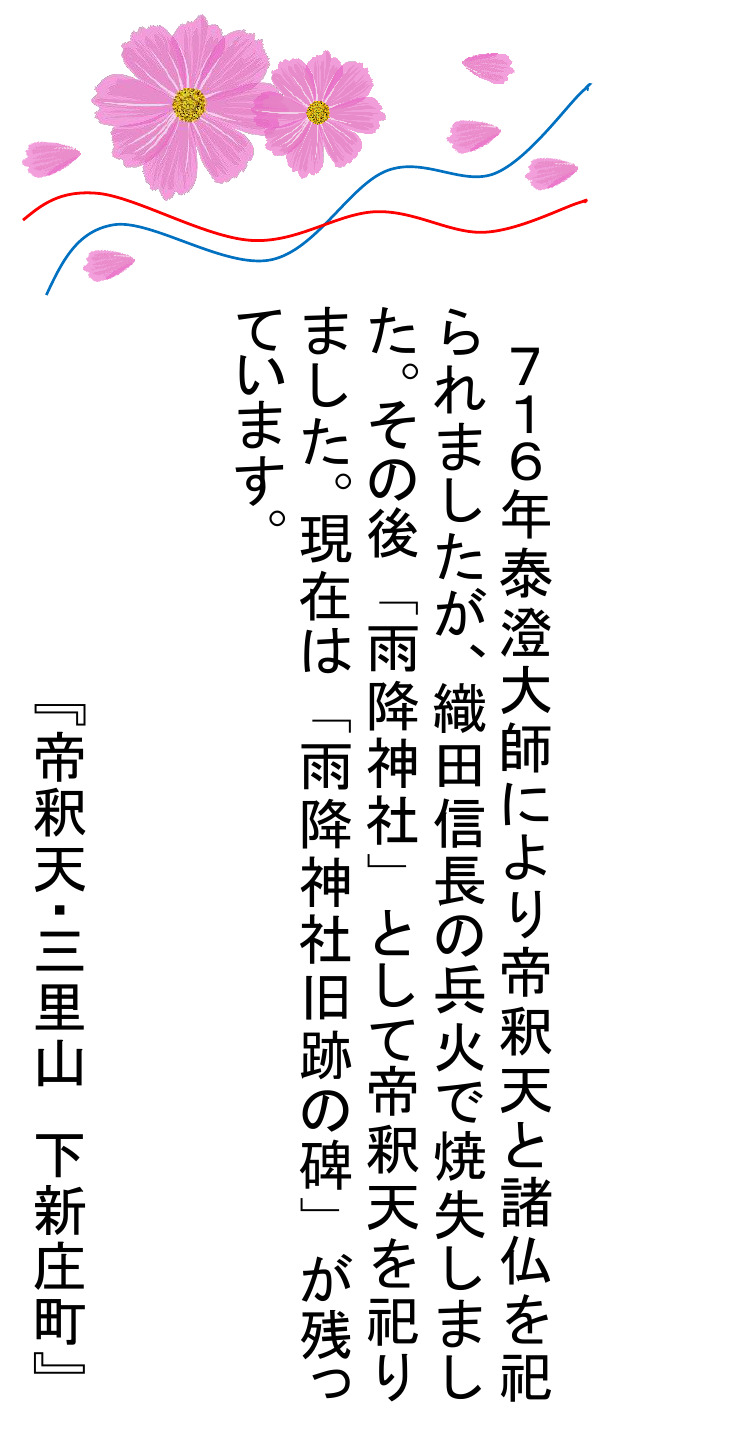 ７１６年泰澄大師により帝釈天と諸仏を祀
られましたが、織田信長の兵火で焼失しまし
た。その後「雨降神社」として帝釈天を祀り
ました。現在は「雨降神社旧跡の碑」が残っ
ています。
『帝釈天・三里山　下新庄町』